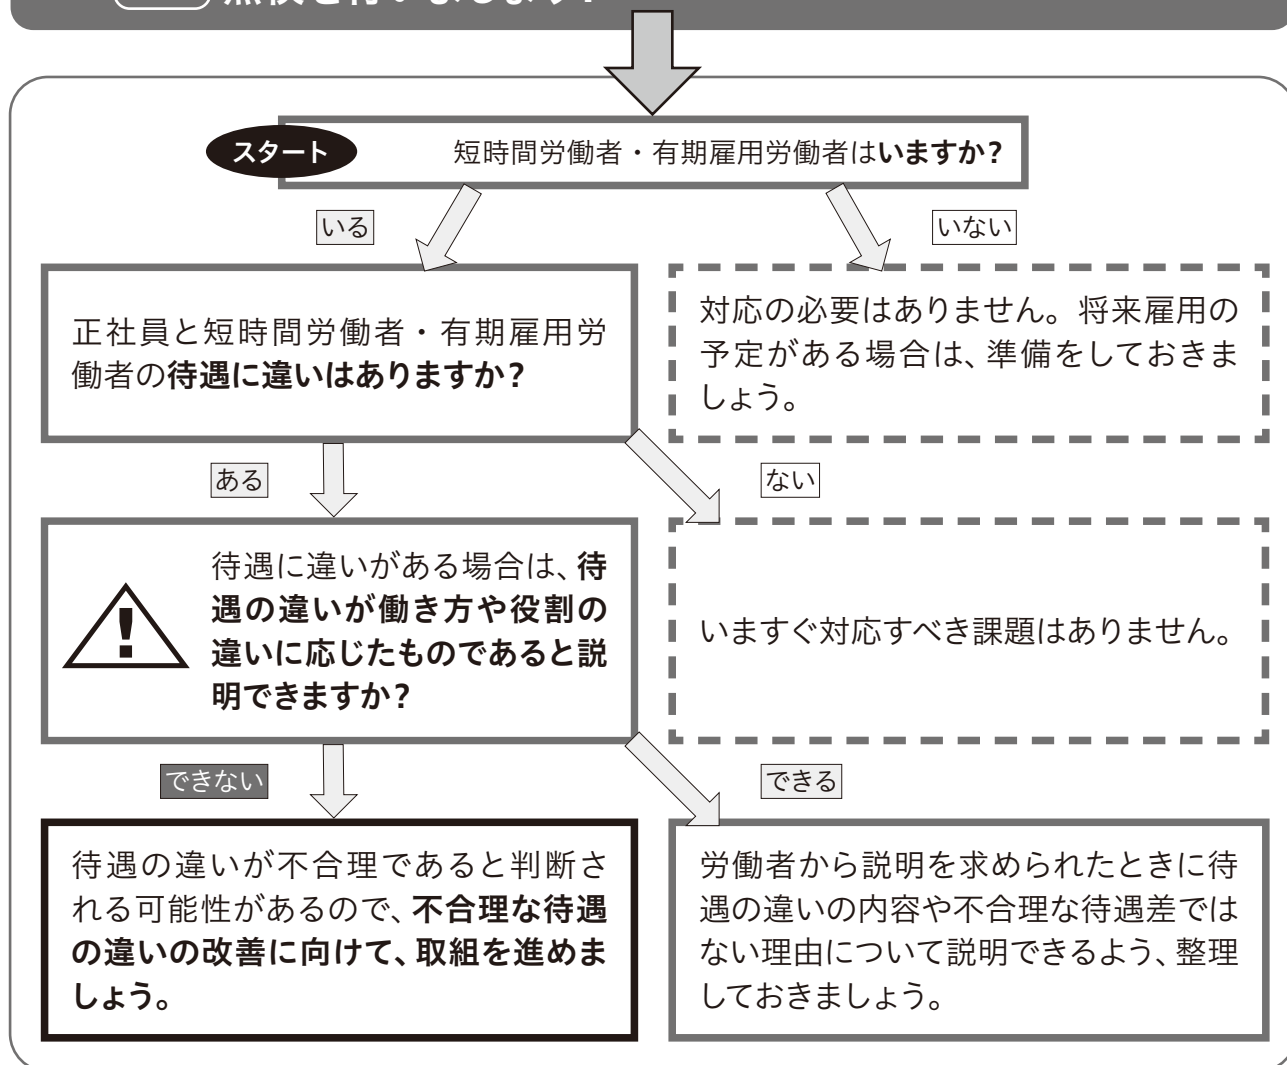 スタート
短時間労働者・有期雇用労働者はいますか？
いる
いない
正社員と短時間労働者・有期雇用労
働者の待遇に違いはありますか？
対応の必要はありません。将来雇用の
予定がある場合は、準備をしておきま
しょう。
ある
ない
待遇に違いがある場合は、待
遇の違いが働き方や役割の
違いに応じたものであると説
明できますか？
いますぐ対応すべき課題はありません。
できない
できる
待遇の違いが不合理であると判断さ
れる可能性があるので、不合理な待遇
の違いの改善に向けて、取組を進めま
しょう。
労働者から説明を求められたときに待
遇の違いの内容や不合理な待遇差では
ない理由について説明できるよう、整理
しておきましょう。